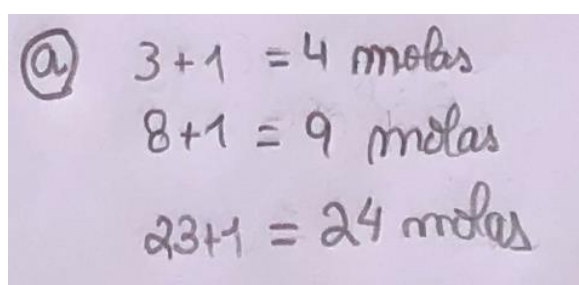 a 3+1 = 4 molas
8+1 = 9 molas
23+1 = 24 molas